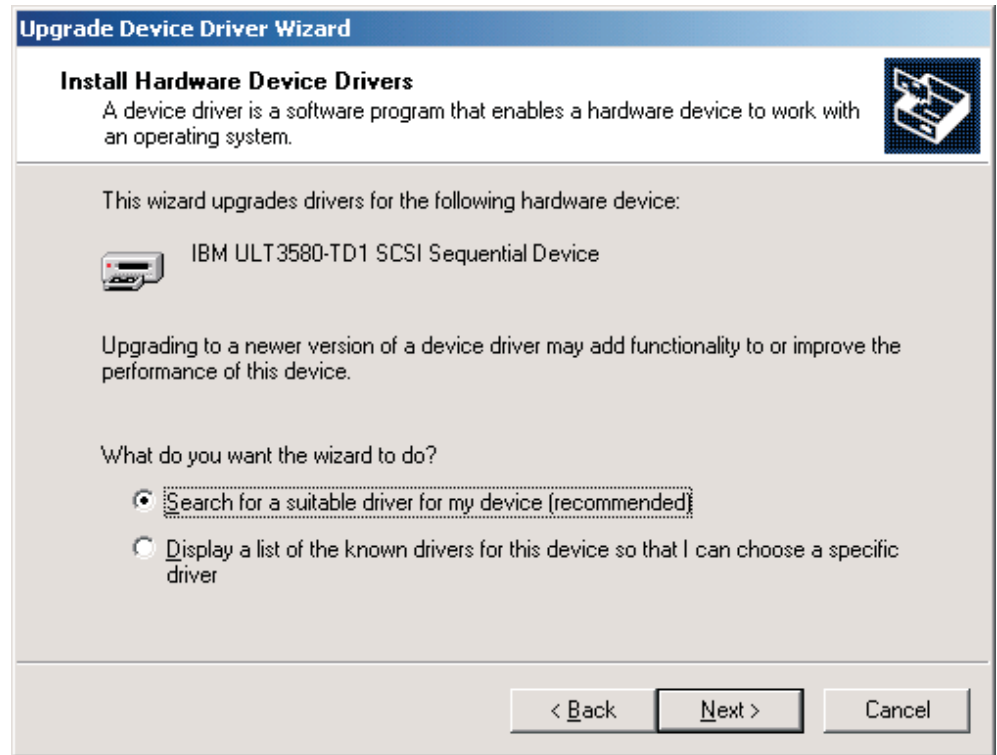 Upgrade Device Driver Wizard
Install Hardware Device Drivers
A device driver is a software program that enables a hardware device to work with
an operating system.
This wizard upgrades drivers for the following hardware device:
IBM ULT3580-TD1 SCSI Sequential Device
Upgrading to a newer version of a device driver may add functionality to or improve the
performance of this device.
What do you want the wizard to do?
Search for a suitable driver for my device (recommended)
Display a list of the known drivers for this device so that I can choose a specific
driver
< Back Next > Cancel